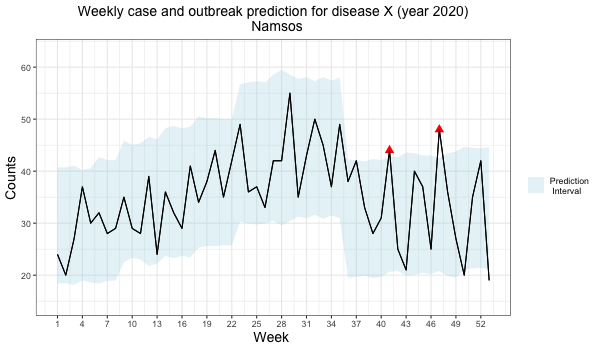 Weekly case and outbreak prediction for disease X (year 2020)
Namsos
Counts
60
50
40
30
20
1 4 7 10 13 16 19 22 25 28 31 34 37 40 43 46 49 52
Week
Prediction
Interval